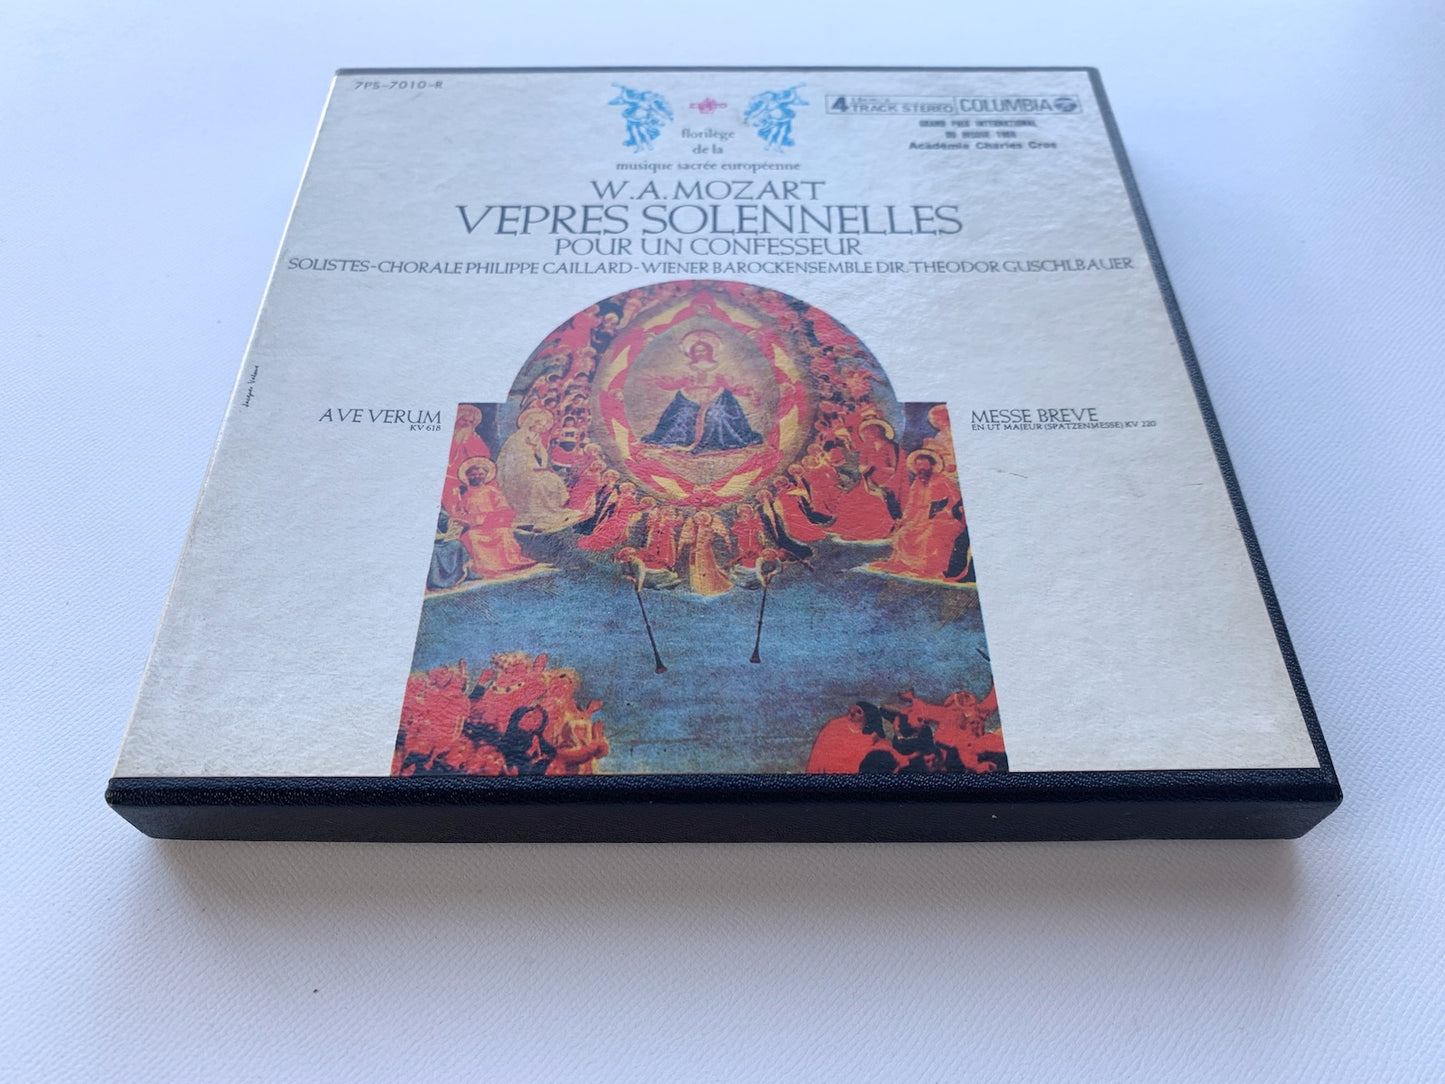 7PS-7010-R
ERATO
florilège
de la
musique sacrée européenne
4 TRACK STEREO COLUMBIA
GRAND PRIX INTERNATIONAL
DU DISQUE 1968
Académie Charles Cros
W.A.MOZART
VEPRES SOLENNELLES
POUR UN CONFESSEUR
SOLISTES-CHORALE PHILIPPE CAILLARD-WIENER BAROCKENSEMBLE DIR. THEODOR GUSCHLBAUER
AVE VERUM
KV 618
MESSE BREVE
EN UT MAJEUR (SPATZENMESSE) KV 220